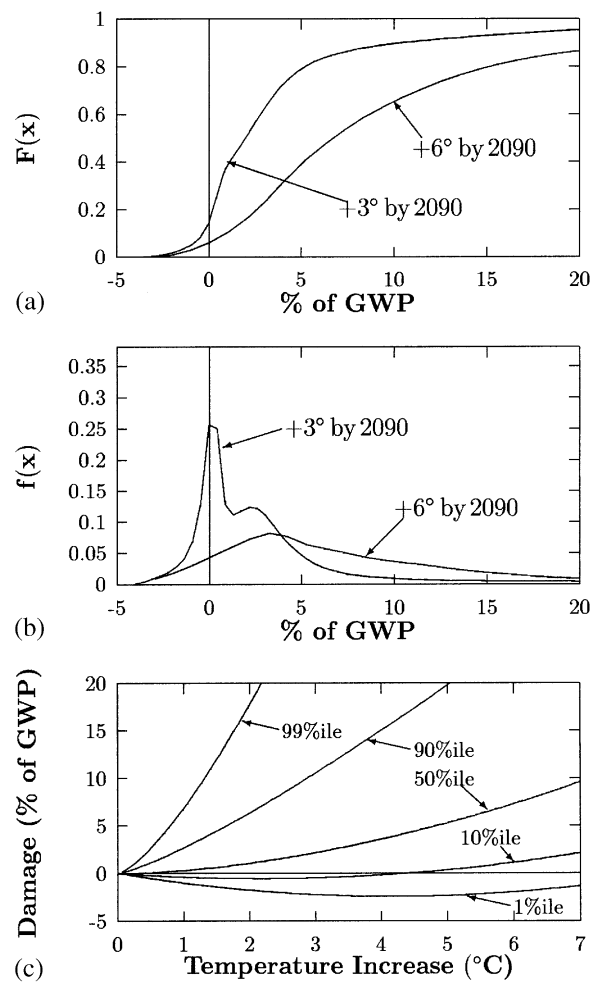 F(x)
1
0.8
0.6
0.4
0.2
0
+6° by 2090
+3° by 2090
-5 0 5 10 15 20
(a)
% of GWP
f(x)
0.35
0.3
0.25
0.2
0.15
0.1
0.05
0
+3° by 2090
+6° by 2090
-5 0 5 10 15 20
(b)
% of GWP
Damage (% of GWP)
20
15
10
5
0
-5
99%ile
90%ile
50%ile
10%ile
1%ile
0 1 2 3 4 5 6 7
(c)
Temperature Increase (°C)